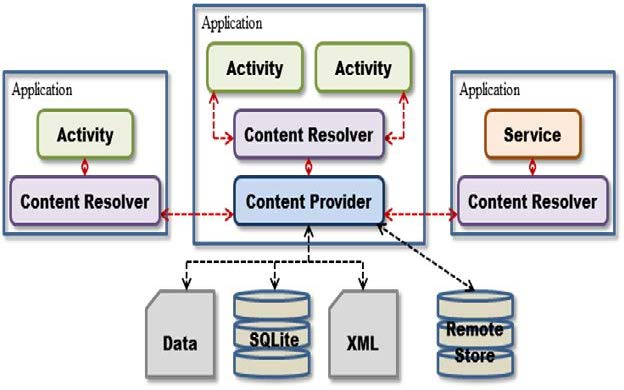 Application
Activity
Activity
Application
Application
Activity
Content Resolver
Service
Content Resolver
Content Provider
Content Resolver
Data
SQLite
XML
Remote
Store